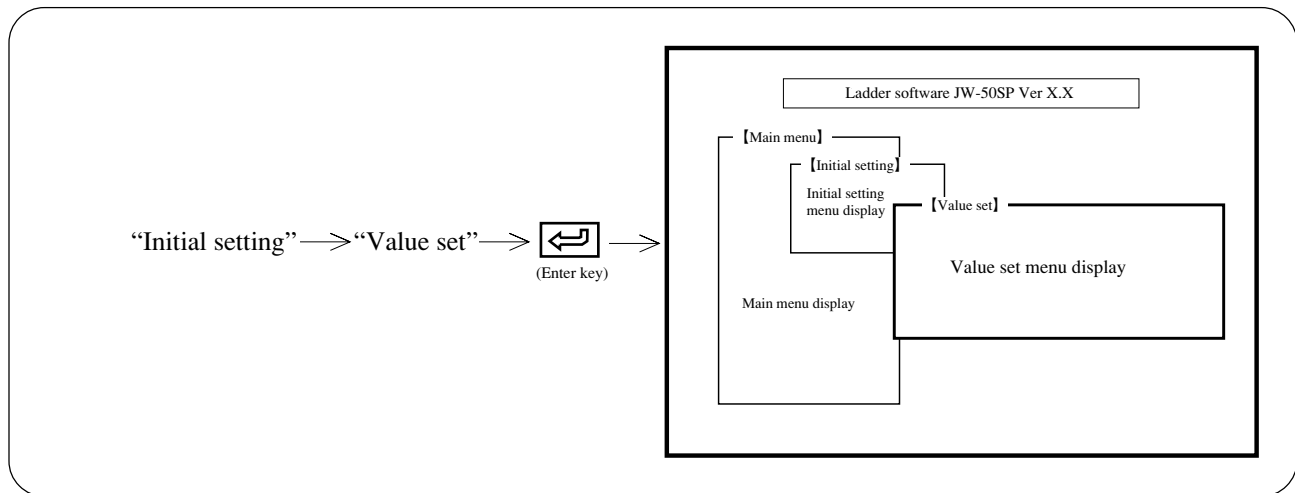 Ladder software JW-50SP Ver X.X
【Main menu】
【Initial setting】
Initial setting
menu display
【Value set】
“Initial setting” → “Value set” → →
(Enter key)
Value set menu display
Main menu display